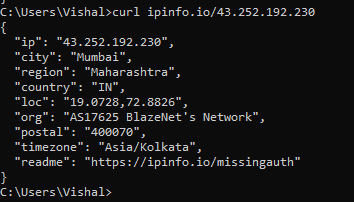 C:\Users\Vishal>curl ipinfo.io/43.252.192.230
{
  "ip": "43.252.192.230",
  "city": "Mumbai",
  "region": "Maharashtra",
  "country": "IN",
  "loc": "19.0728,72.8826",
  "org": "AS17625 BlazeNet's Network",
  "postal": "400070",
  "timezone": "Asia/Kolkata",
  "readme": "https://ipinfo.io/missingauth"
}
C:\Users\Vishal>